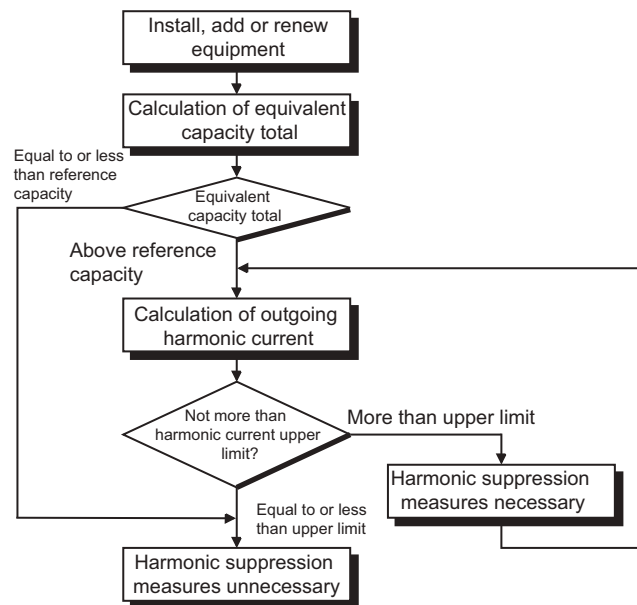 Install, add or renew
equipment
Calculation of equivalent
capacity total
Equal to or less
than reference
capacity
Equivalent
capacity total
Above reference
capacity
Calculation of outgoing
harmonic current
Not more than
harmonic current upper
limit?
More than upper limit
Harmonic suppression
measures necessary
Equal to or less
than upper limit
Harmonic suppression
measures unnecessary